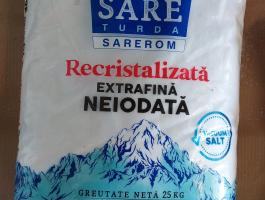 SARE
TURDA
SAREROM
Recristalizată
EXTRAFINĂ
NEIODATĂ
VACUUM
SALT
GREUTATE NETĂ 25 KG